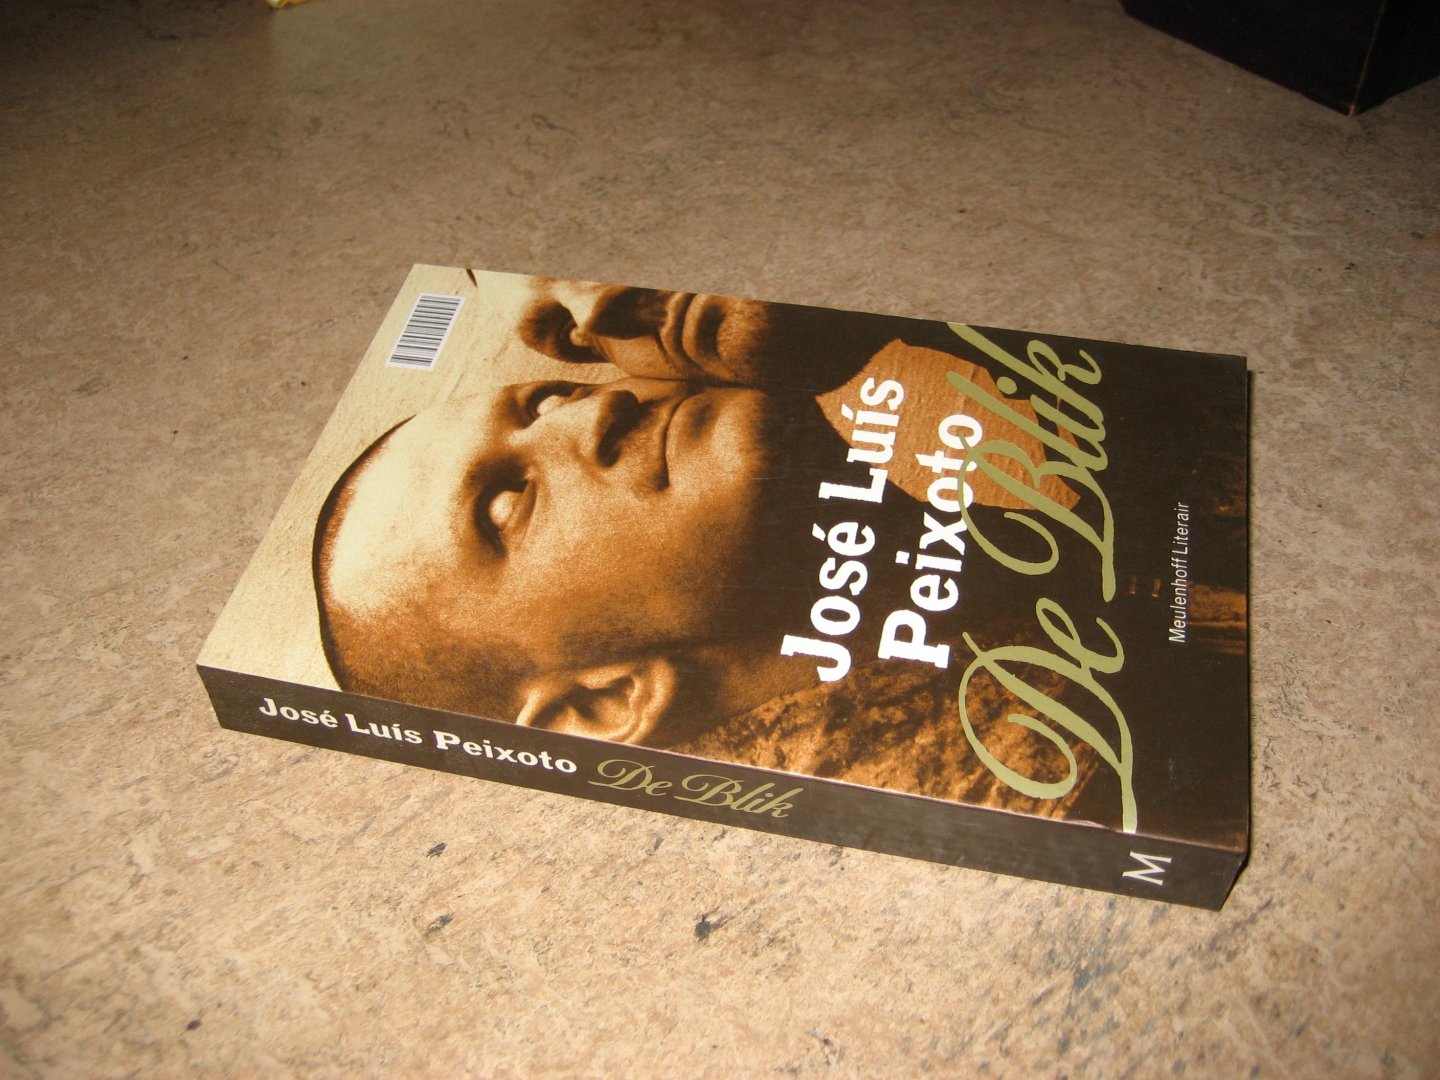 José Luís
Peixoto
De Blik
Meulenhoff Literair
José Luís Peixoto De Blik M